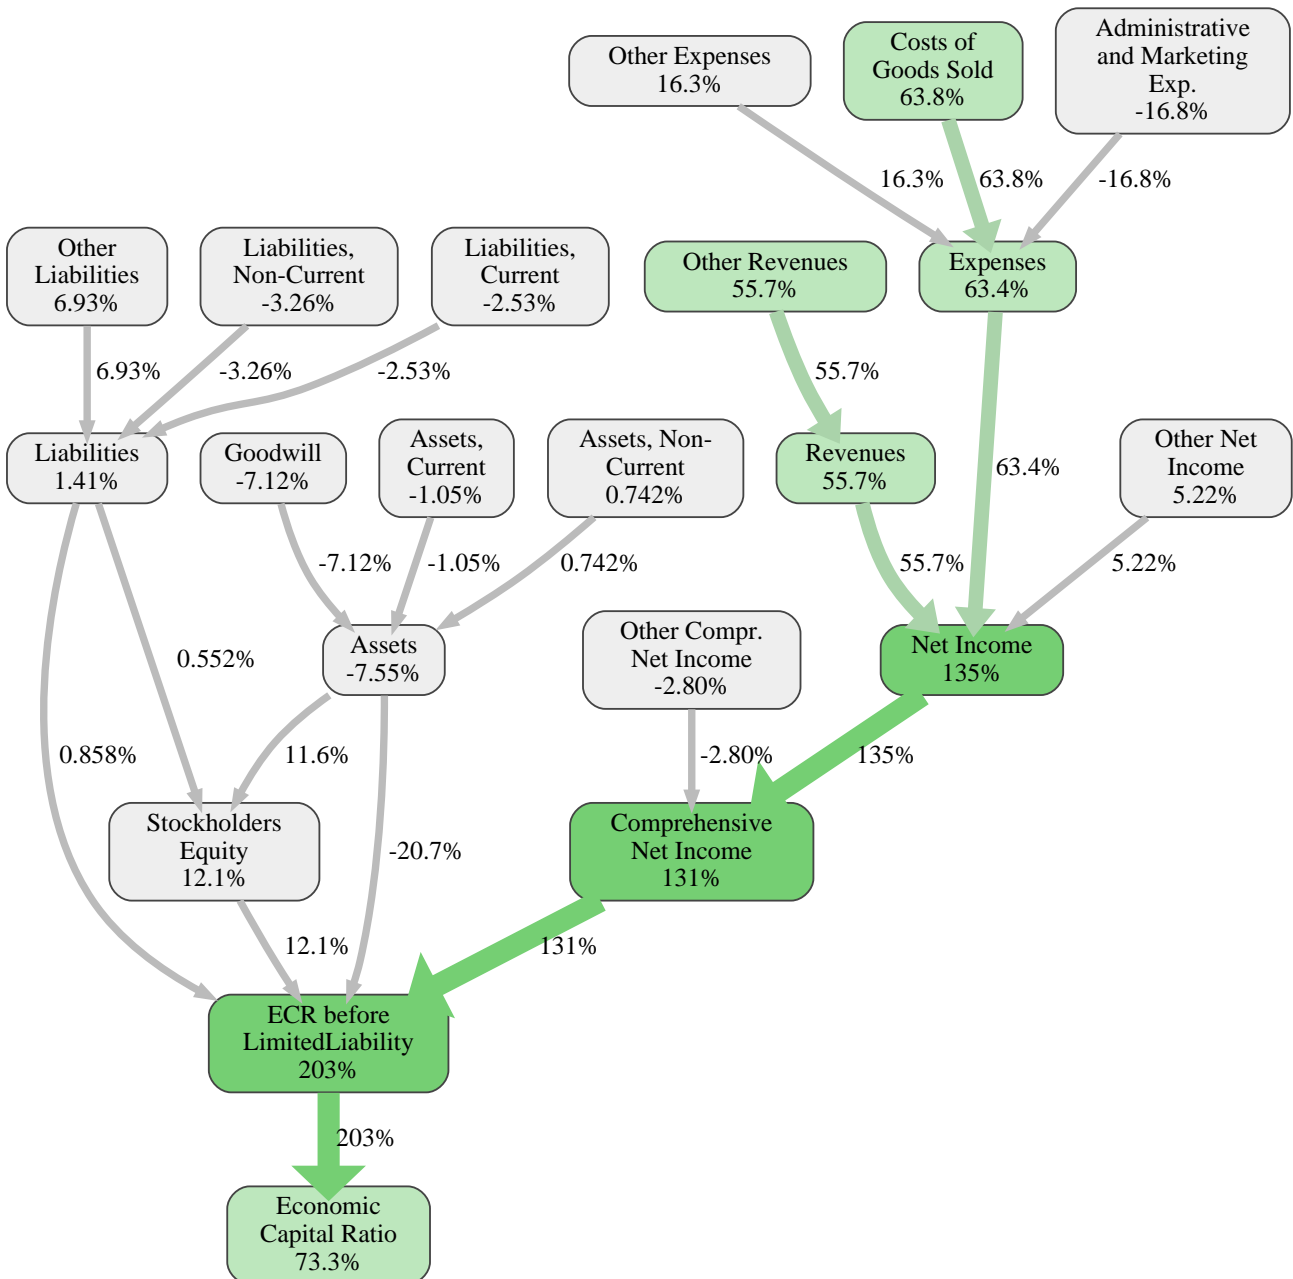 Other Expenses
16.3%
Costs of
Goods Sold
63.8%
Administrative
and Marketing
Exp.
-16.8%
16.3%
63.8%
-16.8%
Other
Liabilities
6.93%
Liabilities,
Non-Current
-3.26%
Liabilities,
Current
-2.53%
Other Revenues
55.7%
Expenses
63.4%
6.93%
-3.26%
-2.53%
55.7%
Liabilities
1.41%
Goodwill
-7.12%
Assets,
Current
-1.05%
Assets, Non-
Current
0.742%
Revenues
55.7%
63.4%
Other Net
Income
5.22%
-7.12%
-1.05%
0.742%
55.7%
5.22%
0.552%
Assets
-7.55%
Other Compr.
Net Income
-2.80%
Net Income
135%
0.858%
11.6%
-2.80%
135%
Stockholders
Equity
12.1%
-20.7%
Comprehensive
Net Income
131%
12.1%
131%
ECR before
LimitedLiability
203%
203%
Economic
Capital Ratio
73.3%